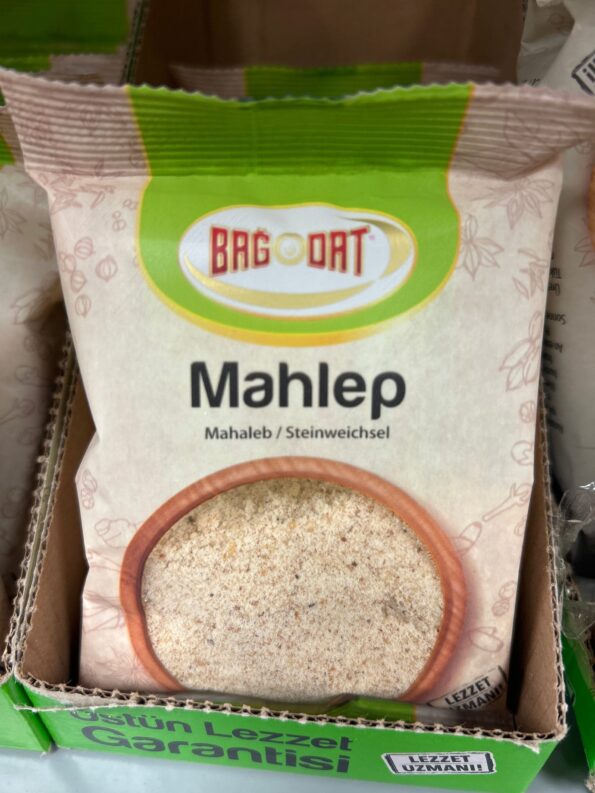 BAĞDAT
Mahlep
Mahaleb / Steinweichsel
LEZZET
UZMANI!
Üstün Lezzet
Garantisi
LEZZET
UZMANI!